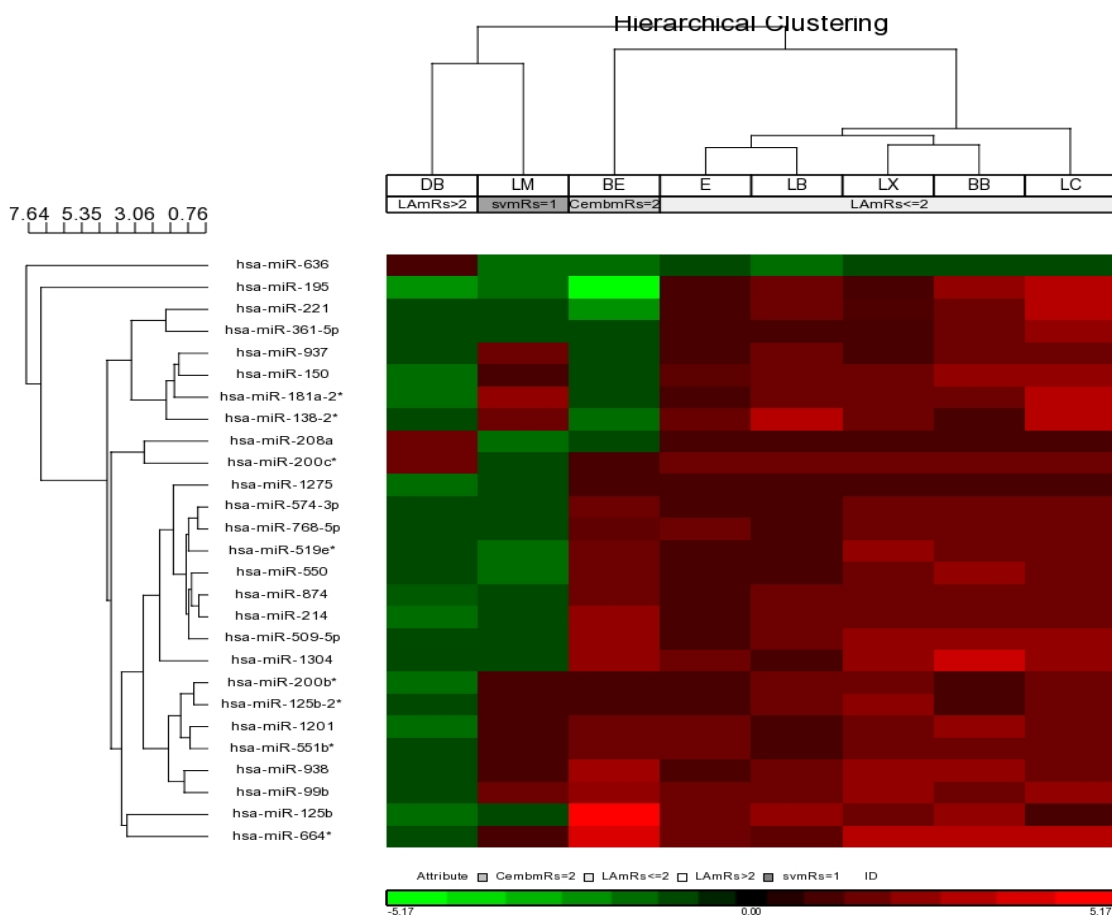 Hierarchical Clustering
DB LM BE E LB LX BB LC
LAmRs>2 svmRs=1 CembmRs=2 LAmRs<=2
7.64 5.35 3.06 0.76
hsa-miR-636
hsa-miR-195
hsa-miR-221
hsa-miR-361-5p
hsa-miR-937
hsa-miR-150
hsa-miR-181a-2*
hsa-miR-138-2*
hsa-miR-208a
hsa-miR-200c*
hsa-miR-1275
hsa-miR-574-3p
hsa-miR-768-5p
hsa-miR-519e*
hsa-miR-550
hsa-miR-874
hsa-miR-214
hsa-miR-509-5p
hsa-miR-1304
hsa-miR-200b*
hsa-miR-125b-2*
hsa-miR-1201
hsa-miR-551b*
hsa-miR-938
hsa-miR-99b
hsa-miR-125b
hsa-miR-664*
Attribute CembmRs=2 LAmRs<=2 LAmRs>2 svmRs=1 ID
-5.17 0.00 5.17